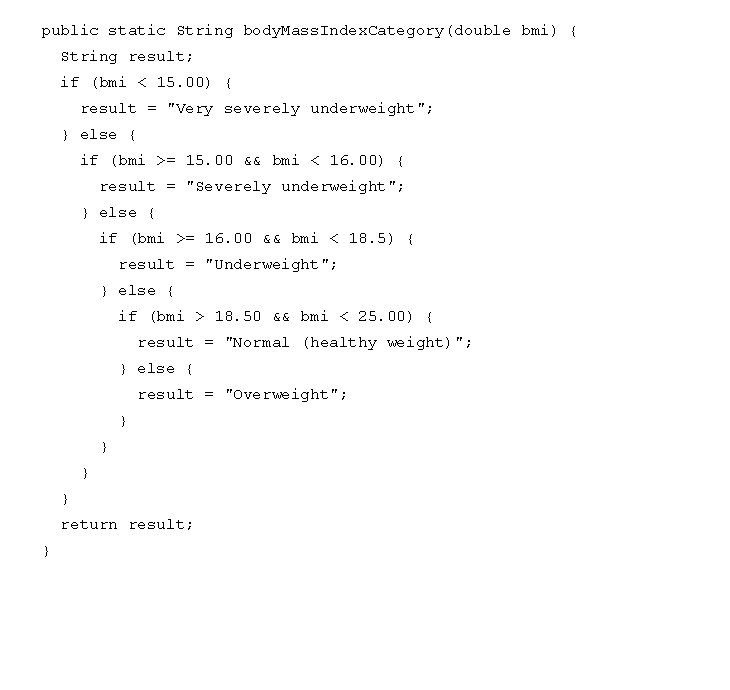 public static String bodyMassIndexCategory(double bmi) {
  String result;
  if (bmi < 15.00) {
    result = "Very severely underweight";
  } else {
    if (bmi >= 15.00 && bmi < 16.00) {
      result = "Severely underweight";
    } else {
      if (bmi >= 16.00 && bmi < 18.5) {
        result = "Underweight";
      } else {
        if (bmi > 18.50 && bmi < 25.00) {
          result = "Normal (healthy weight)";
        } else {
          result = "Overweight";
        }
      }
    }
  }
  return result;
}